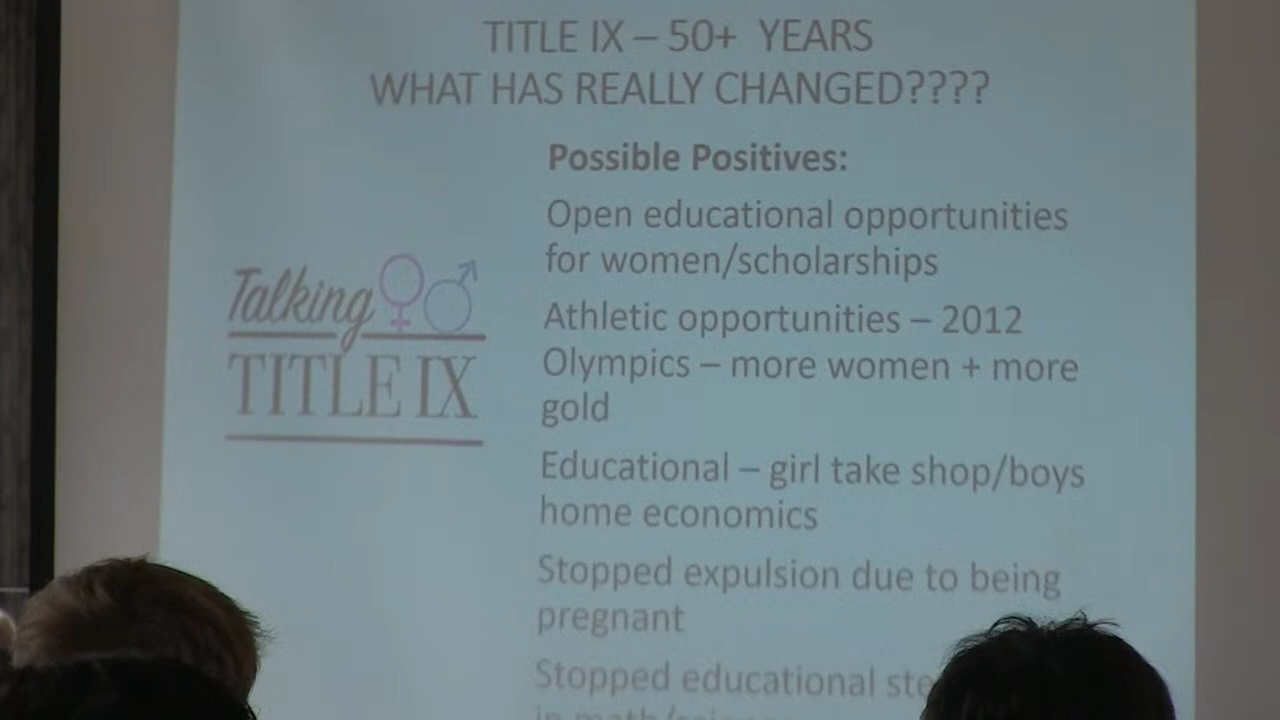 TITLE IX – 50+ YEARS
WHAT HAS REALLY CHANGED????
Possible Positives:
Open educational opportunities
for women/scholarships
Athletic opportunities – 2012
Olympics – more women + more
gold
Educational – girl take shop/boys
home economics
Stopped expulsion due to being
pregnant
Stopped educational
in
Talking
TITLE IX